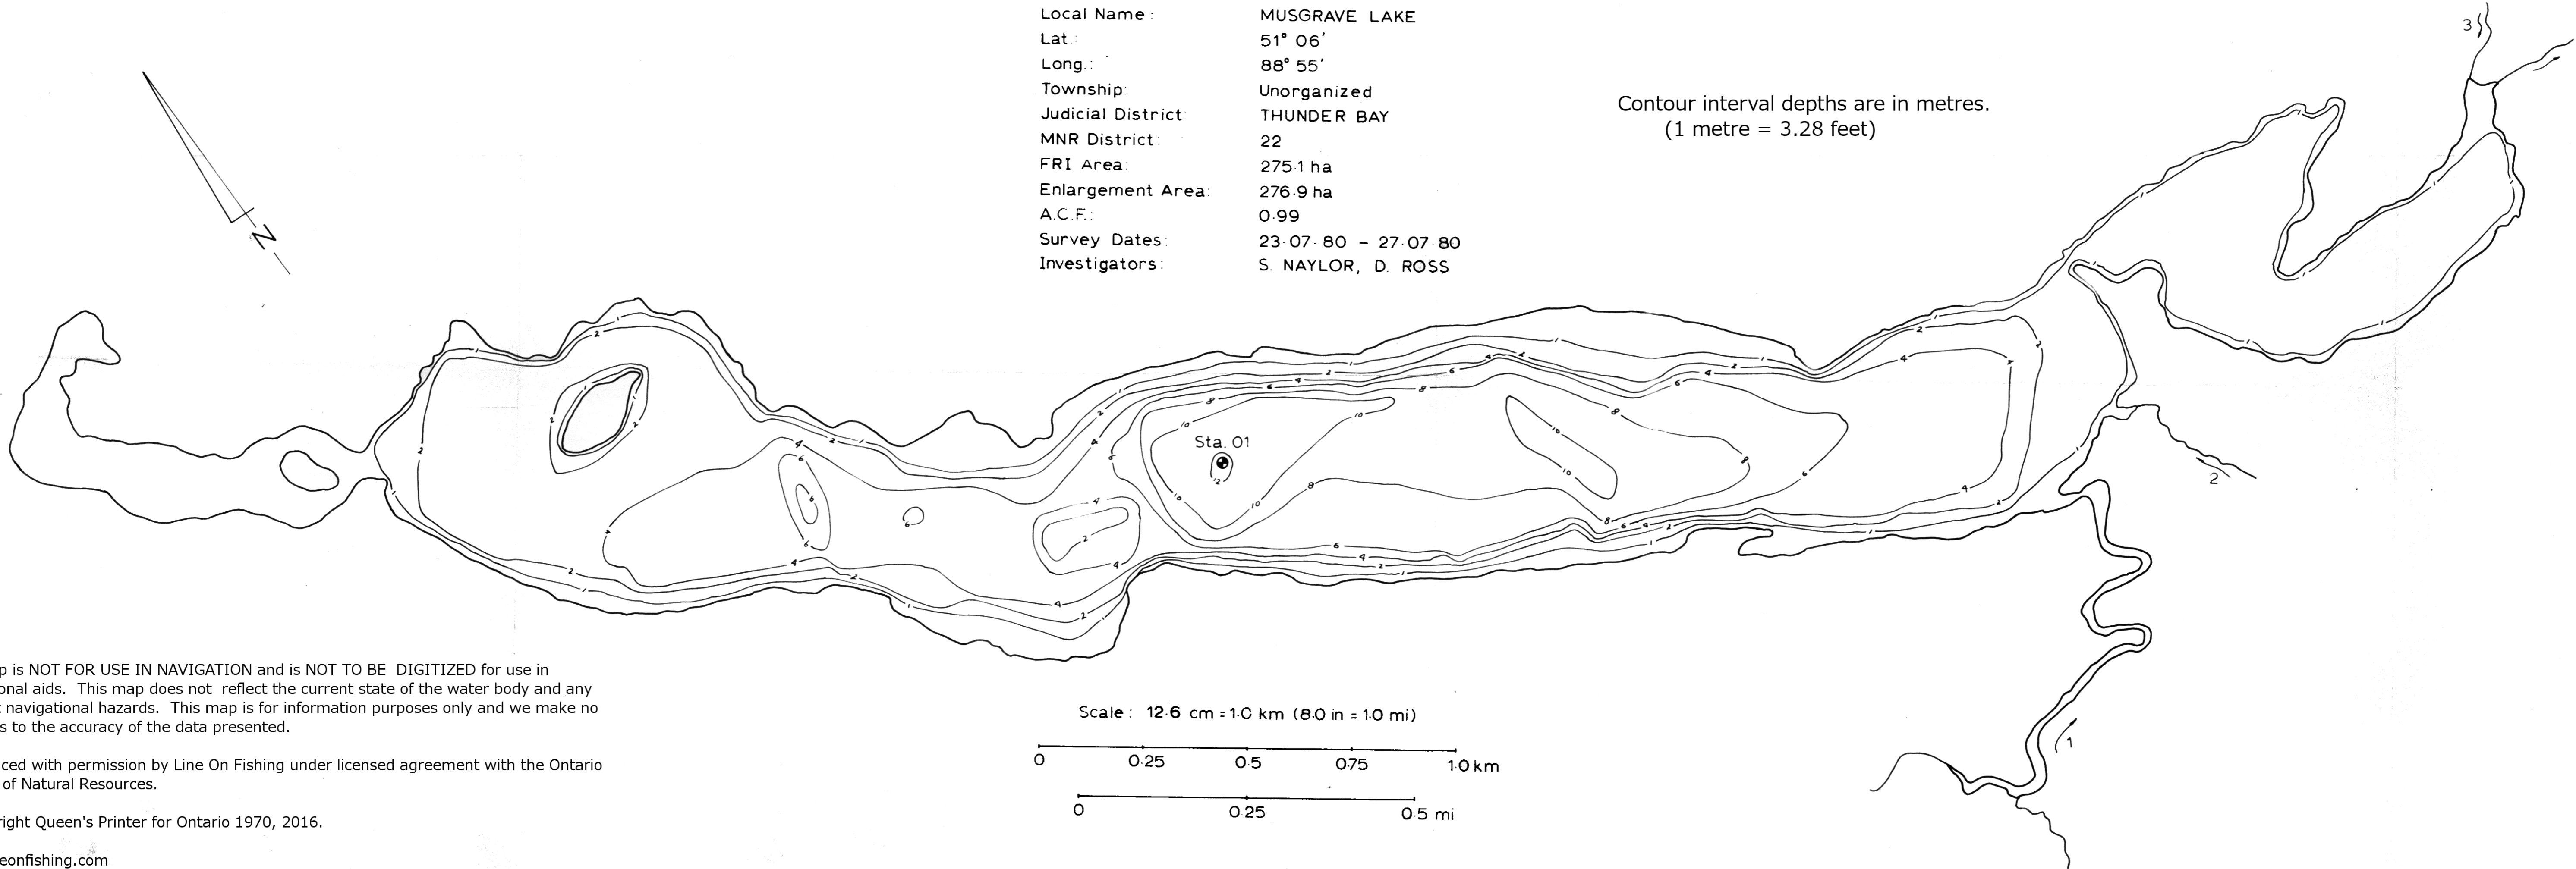 Local Name: MUSGRAVE LAKE
Lat.: 51° 06′
Long.: 88° 55′
Township: Unorganized
Judicial District: THUNDER BAY
MNR District: 22
FRI Area: 275.1 ha
Enlargement Area: 276.9 ha
A.C.F.: 0.99
Survey Dates: 23.07.80 – 27.07.80
Investigators: S. NAYLOR, D. ROSS
Contour interval depths are in metres.
(1 metre = 3.28 feet)
N
3
Sta. 01
12
2
1
p is NOT FOR USE IN NAVIGATION and is NOT TO BE DIGITIZED for use in
onal aids. This map does not reflect the current state of the water body and any
t navigational hazards. This map is for information purposes only and we make no
s to the accuracy of the data presented.
ced with permission by Line On Fishing under licensed agreement with the Ontario
of Natural Resources.
right Queen's Printer for Ontario 1970, 2016.
eonfishing.com
Scale: 12.6 cm = 1.0 km (8.0 in = 1.0 mi)
0 0.25 0.5 0.75 1.0 km
0 0.25 0.5 mi